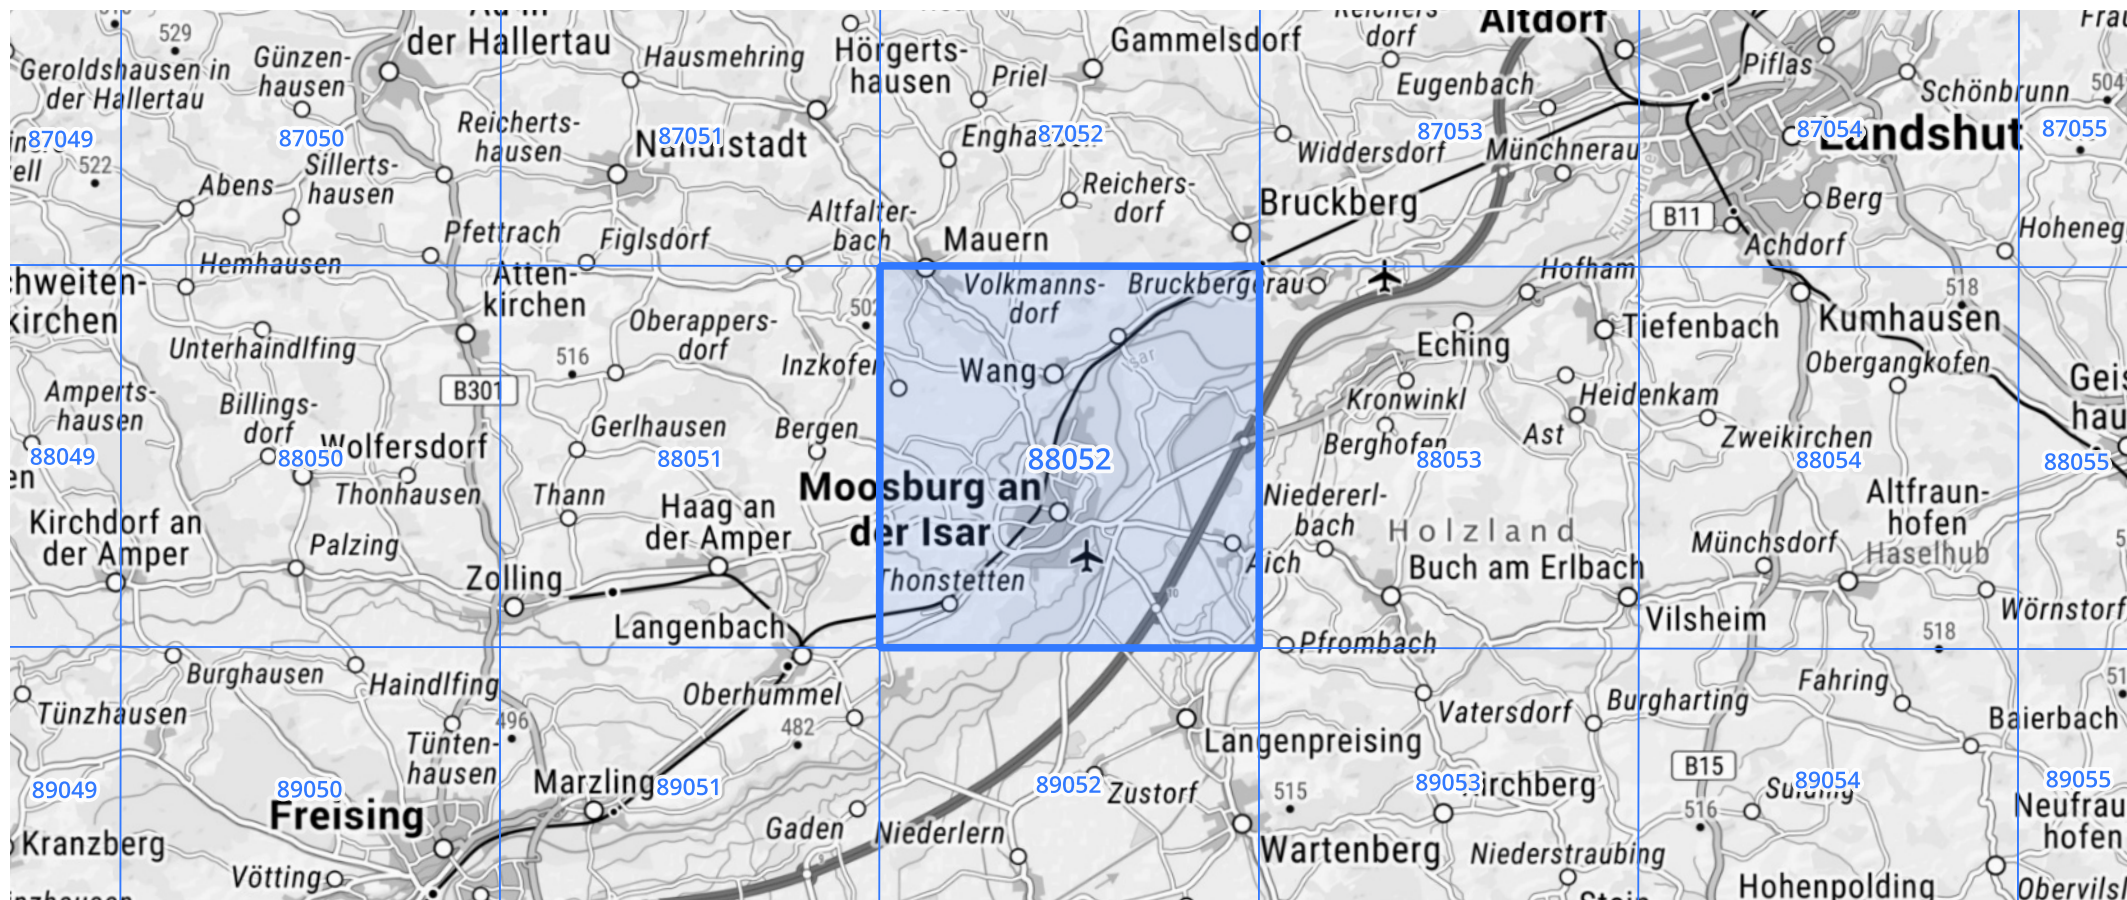 der Hallertau
529
Günzen-
hausen
Geroldshausen in
der Hallertau
Hausmehring
Hörgerts-
hausen
Priel
Gammelsdorf
Reichers-
dorf
Altdorf
Eugenbach
Piflas
Schönbrunn
504
87049
87050
87051
87052
87053
87054
87055
522
Sillerts-
hausen
Abens
Reicherts-
hausen
Nandlstadt
Widdersdorf
Münchnerau
Landshut
Reichers-
dorf
Bruckberg
Berg
B11
Achdorf
Pfettrach
Figlsdorf
Altfalter-
bach
Mauern
Hemhausen
Atten-
kirchen
Volkmanns-
dorf
Bruckbergerau
Hofham
518
Kumhausen
Tiefenbach
Eching
Obergangkofen
Unterhaindlfing
Oberappers-
dorf
516
Inzkofen
Wang
Isar
Kronwinkl
Heidenkam
B301
Amperts-
hausen
Billings-
dorf
Wolfersdorf
Gerlhausen
Bergen
Berghofen
Ast
Zweikirchen
88049
88050
88051
88052
88053
88054
88055
Thonhausen
Thann
Haag an
der Amper
Moosburg an
der Isar
Niedererl-
bach
Holzland
Altfraun-
hofen
Haselhub
Münchsdorf
Kirchdorf an
der Amper
Palzing
Zolling
Thonstetten
Aich
10
Buch am Erlbach
Vilsheim
Wörnstorf
518
Langenbach
Pfrombach
Burghausen
Haindlfing
Oberhummel
Tünzhausen
496
482
Tünten-
hausen
Langenpreising
Vatersdorf
Burgharting
Fahring
Baierbach
B15
Marzling
89049
89050
89051
89052
89053
89054
89055
Zustorf
515
Kirchberg
516
Freising
Kranzberg
Vötting
Gaden
Niederlern
Wartenberg
Niederstraubing
Hohenpolding